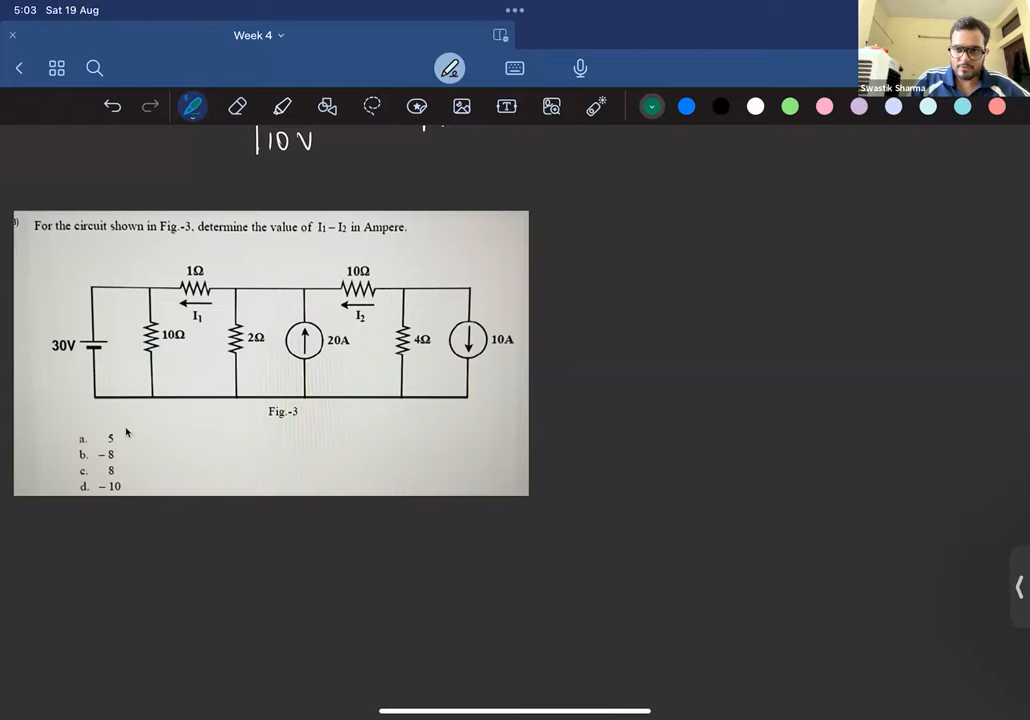 5:03 Sat 19 Aug
Week 4
Swastik Sharma
10 V
3) For the circuit shown in Fig.-3, determine the value of I1 – I2 in Ampere.
1Ω
10Ω
I1
I2
30V
10Ω
2Ω
20A
4Ω
10A
Fig.-3
a. 5
b. – 8
c. 8
d. – 10